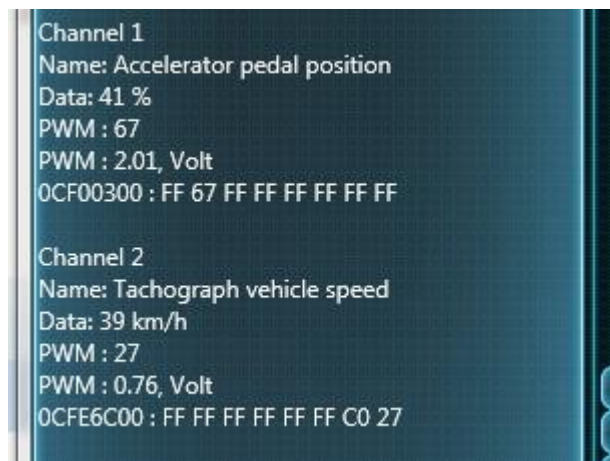 Channel 1
Name: Accelerator pedal position
Data: 41 %
PWM : 67
PWM : 2.01, Volt
0CF00300 : FF 67 FF FF FF FF FF FF
Channel 2
Name: Tachograph vehicle speed
Data: 39 km/h
PWM : 27
PWM : 0.76, Volt
0CFE6C00 : FF FF FF FF FF FF C0 27